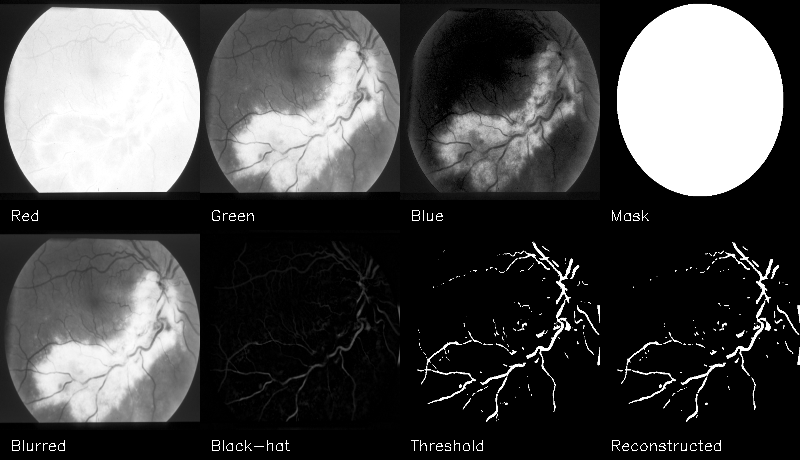 Red
Green
Blue
Mask
Blurred
Black-hat
Threshold
Reconstructed